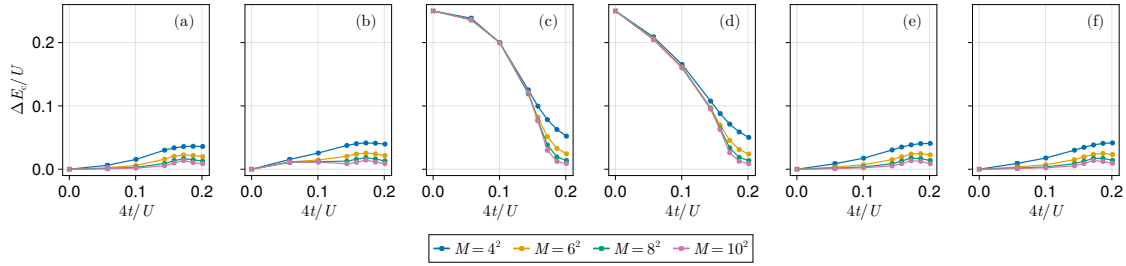 (a) (b) (c) (d) (e) (f)
ΔE_c/U
0.2
0.1
0.0
0.0 0.1 0.2 0.0 0.1 0.2 0.0 0.1 0.2 0.0 0.1 0.2 0.0 0.1 0.2 0.0 0.1 0.2
4t/U 4t/U 4t/U 4t/U 4t/U 4t/U
M = 4² M = 6² M = 8² M = 10²